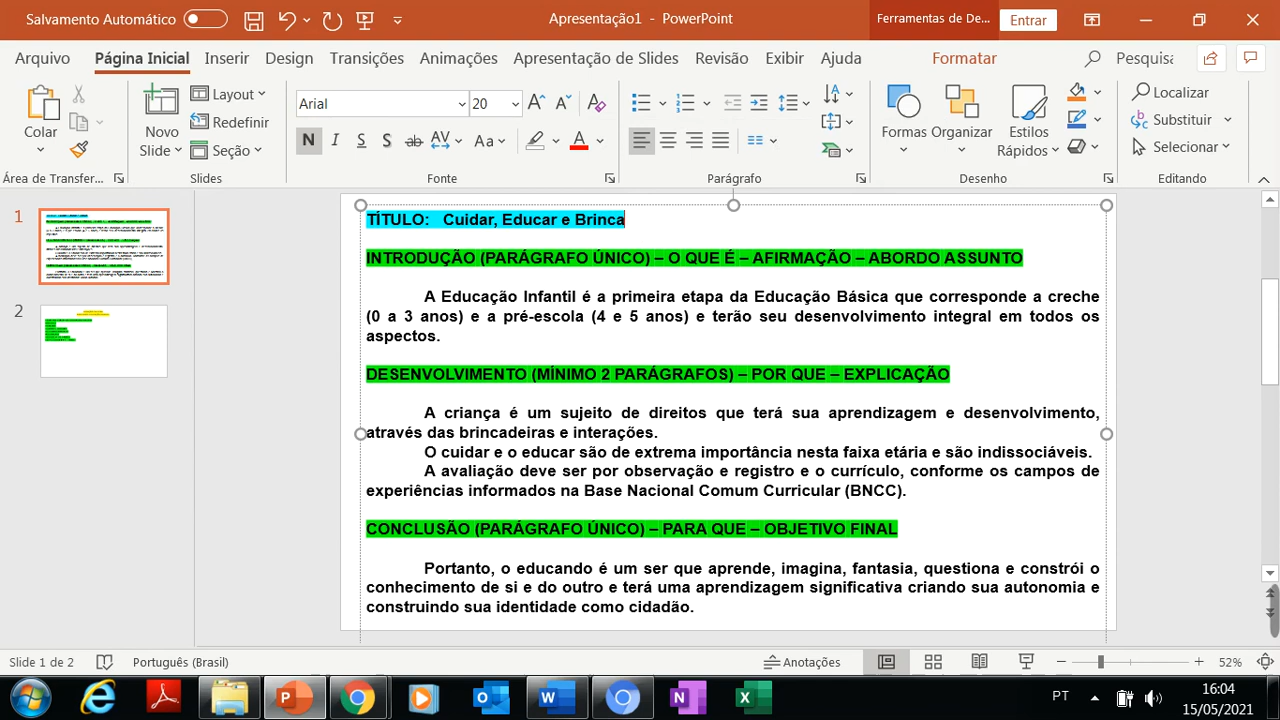 Salvamento Automático
Apresentação1 - PowerPoint
Ferramentas de De...
Entrar
Arquivo Página Inicial Inserir Design Transições Animações Apresentação de Slides Revisão Exibir Ajuda Formatar Pesquisa
Colar
Novo Slide
Layout
Redefinir
Seção
Arial 20
N I S S ab AV Aa A
Formas Organizar Estilos Rápidos
Localizar
Substituir
Selecionar
Área de Transfer... Slides Fonte Parágrafo Desenho Editando
1
2
TÍTULO: Cuidar, Educar e Brinca
INTRODUÇÃO (PARÁGRAFO ÚNICO) – O QUE É – AFIRMAÇÃO – ABORDO ASSUNTO
A Educação Infantil é a primeira etapa da Educação Básica que corresponde a creche
(0 a 3 anos) e a pré-escola (4 e 5 anos) e terão seu desenvolvimento integral em todos os
aspectos.
DESENVOLVIMENTO (MÍNIMO 2 PARÁGRAFOS) – POR QUE – EXPLICAÇÃO
A criança é um sujeito de direitos que terá sua aprendizagem e desenvolvimento,
através das brincadeiras e interações.
O cuidar e o educar são de extrema importância nesta faixa etária e são indissociáveis.
A avaliação deve ser por observação e registro e o currículo, conforme os campos de
experiências informados na Base Nacional Comum Curricular (BNCC).
CONCLUSÃO (PARÁGRAFO ÚNICO) – PARA QUE – OBJETIVO FINAL
Portanto, o educando é um ser que aprende, imagina, fantasia, questiona e constrói o
conhecimento de si e do outro e terá uma aprendizagem significativa criando sua autonomia e
construindo sua identidade como cidadão.
Slide 1 de 2 Português (Brasil) Anotações 52%
PT 16:04
15/05/2021